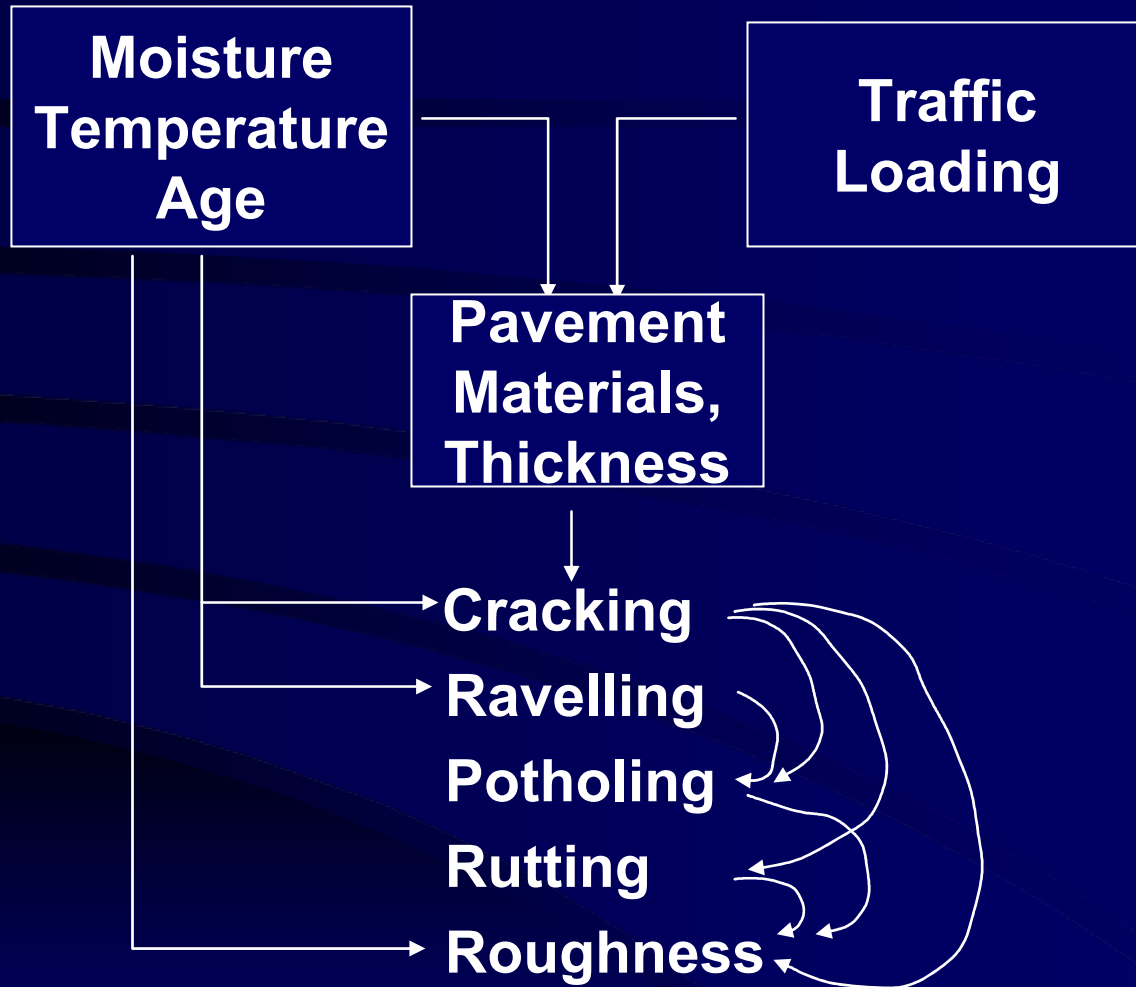 Moisture
Temperature
Age
Traffic
Loading
Pavement
Materials,
Thickness
Cracking
Ravelling
Potholing
Rutting
Roughness